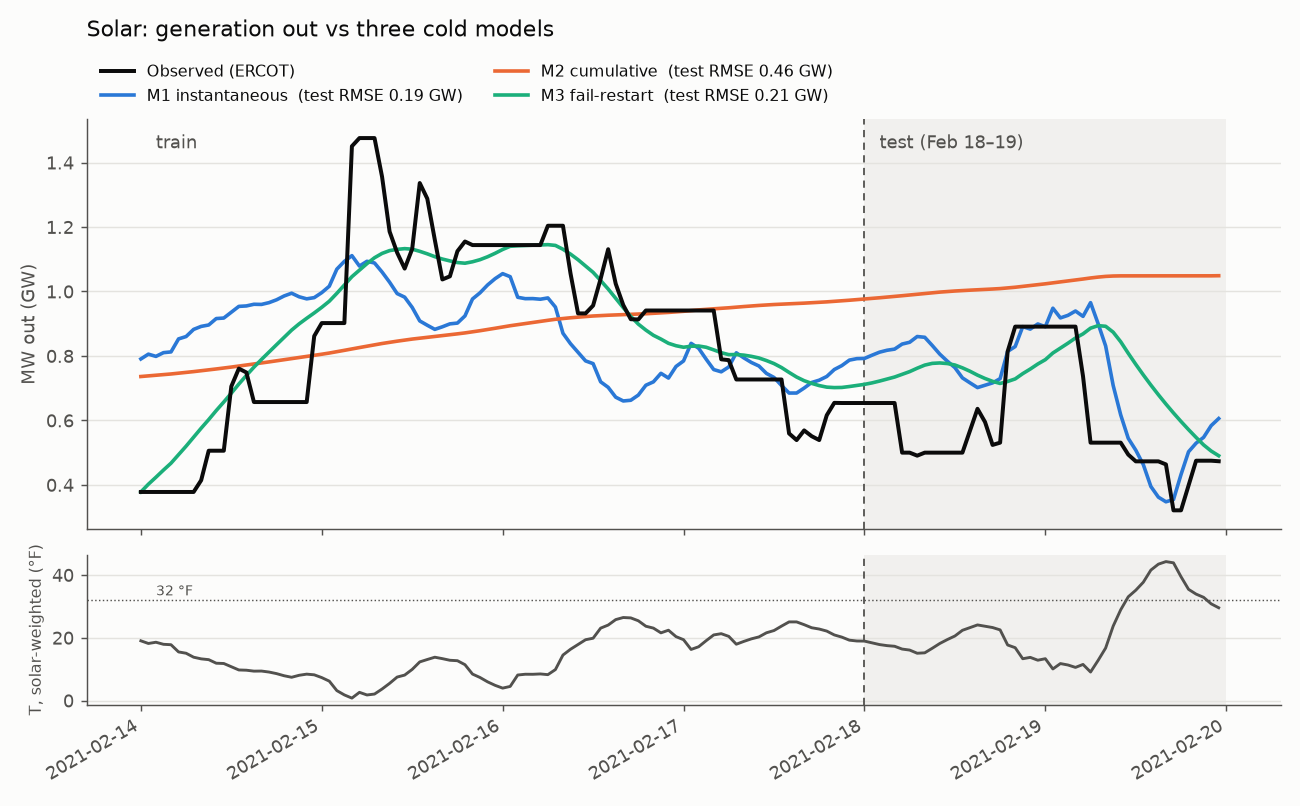 Solar: generation out vs three cold models
Observed (ERCOT)
M1 instantaneous  (test RMSE 0.19 GW)
M2 cumulative  (test RMSE 0.46 GW)
M3 fail-restart  (test RMSE 0.21 GW)
train
test (Feb 18–19)
MW out (GW)
1.4
1.2
1.0
0.8
0.6
0.4
T, solar-weighted (°F)
40
20
0
32 °F
2021-02-14
2021-02-15
2021-02-16
2021-02-17
2021-02-18
2021-02-19
2021-02-20